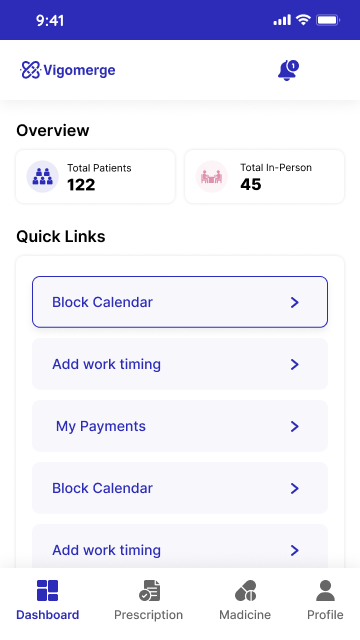 9:41
Vigomerge
1
Overview
Total Patients
122
Total In-Person
45
Quick Links
Block Calendar
Add work timing
My Payments
Block Calendar
Add work timing
Dashboard
Prescription
Madicine
Profile